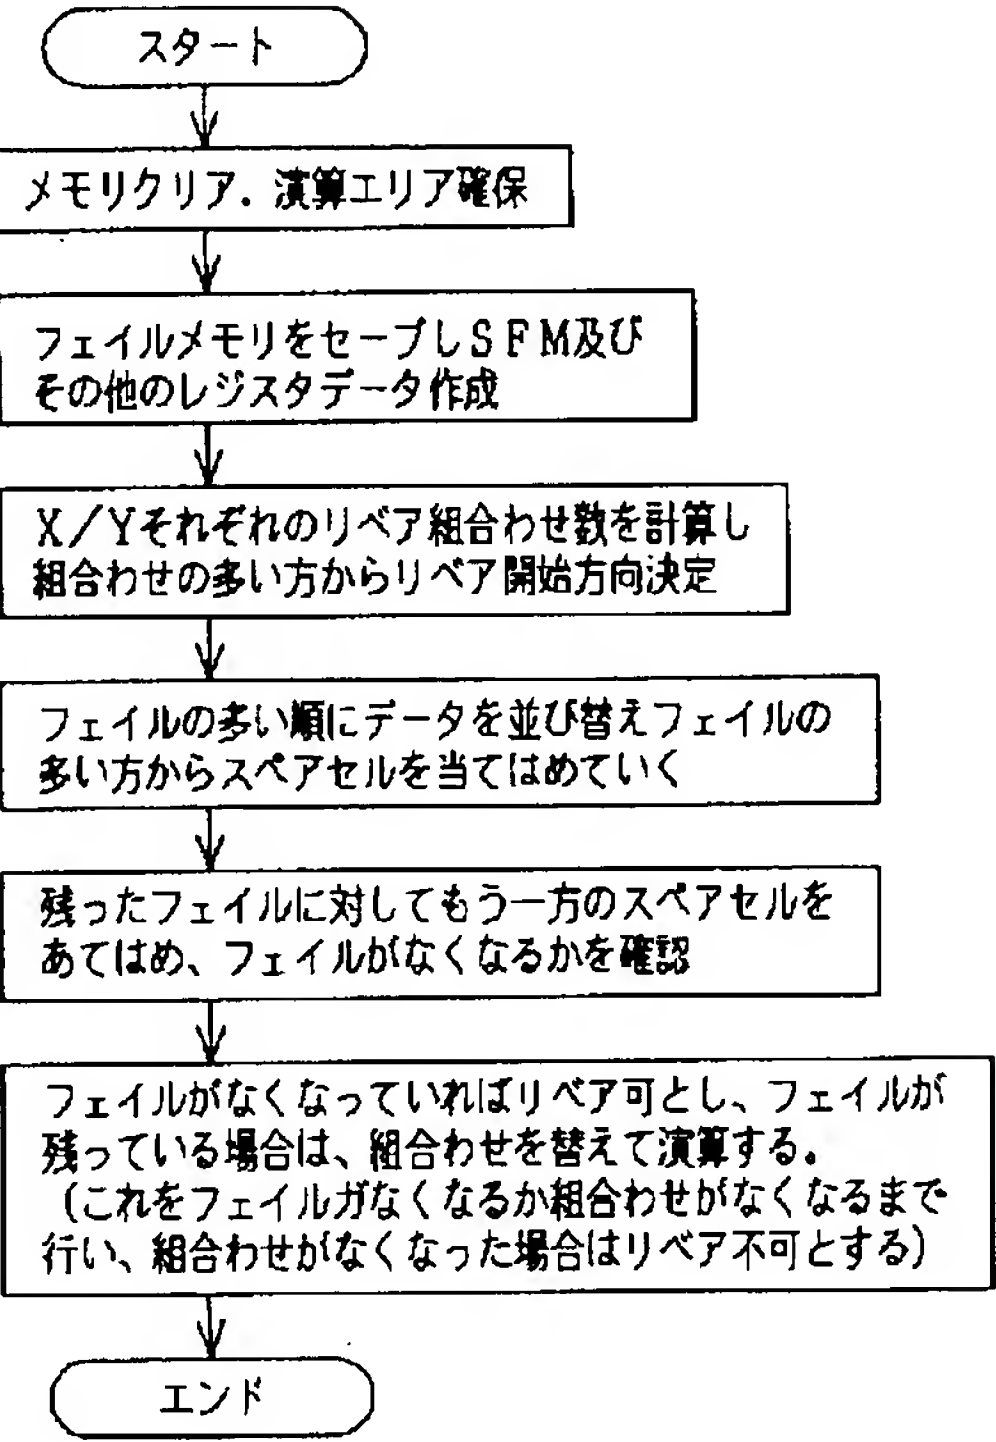 スタート
メモリクリア．演算エリア確保
フェイルメモリをセーブしＳＦＭ及び
その他のレジスタデータ作成
Ｘ／Ｙそれぞれのリペア組合わせ数を計算し
組合わせの多い方からリペア開始方向決定
フェイルの多い順にデータを並び替えフェイルの
多い方からスペアセルを当てはめていく
残ったフェイルに対してもう一方のスペアセルを
あてはめ、フェイルがなくなるかを確認
フェイルがなくなっていればリペア可とし、フェイルが
残っている場合は、組合わせを替えて演算する。
（これをフェイルガなくなるか組合わせがなくなるまで
行い、組合わせがなくなった場合はリペア不可とする）
エンド